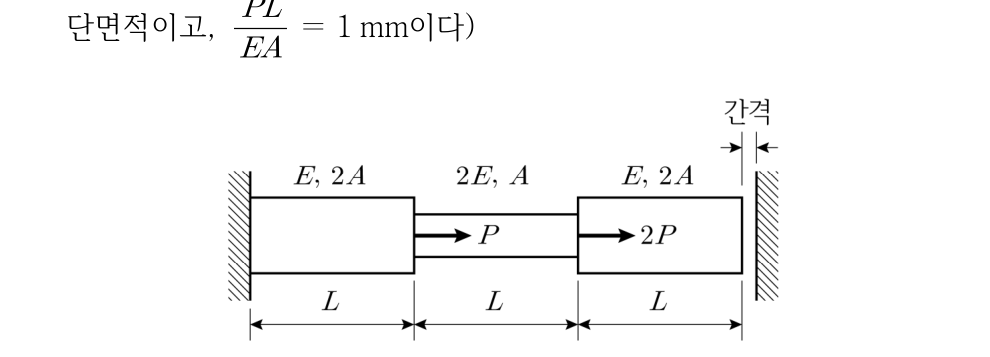 단면적이고, PL/EA = 1 mm이다)
간격
E, 2A 2E, A E, 2A
P 2P
L L L